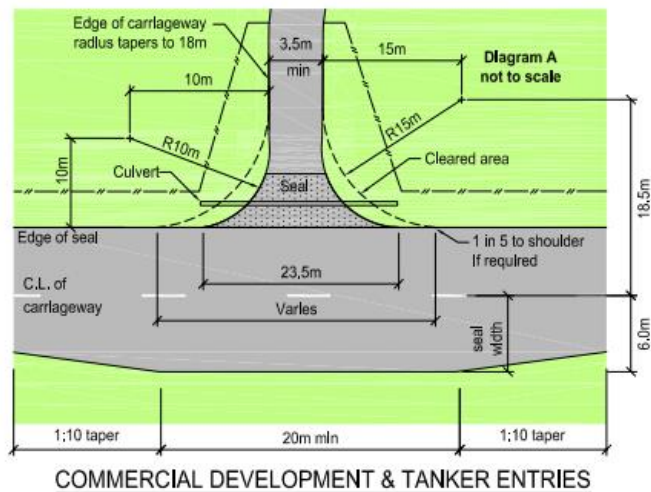 Edge of carriageway
radius tapers to 18m
3.5m
min
15m
Diagram A
not to scale
10m
R10m
R15m
10m
Culvert
Cleared area
Seal
18.5m
Edge of seal
1 in 5 to shoulder
If required
23.5m
C.L. of
carriageway
Varies
seal
width
6.0m
1:10 taper
20m min
1:10 taper
COMMERCIAL DEVELOPMENT & TANKER ENTRIES